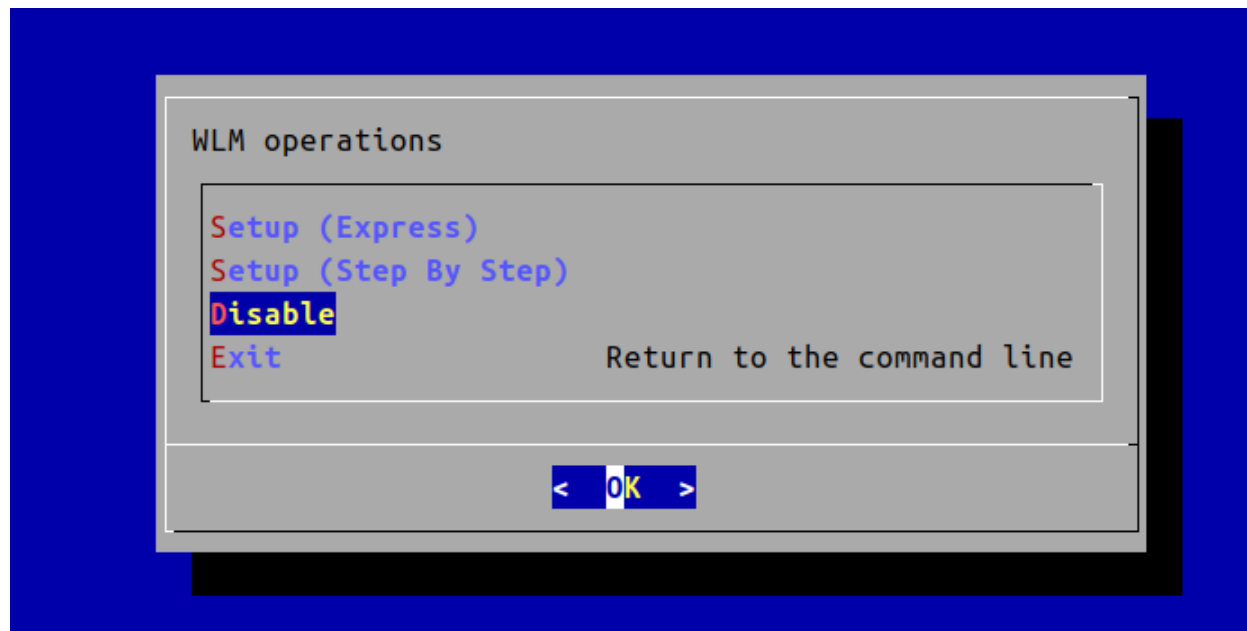 WLM operations
Setup (Express)
Setup (Step By Step)
Disable
Exit Return to the command line
< OK >